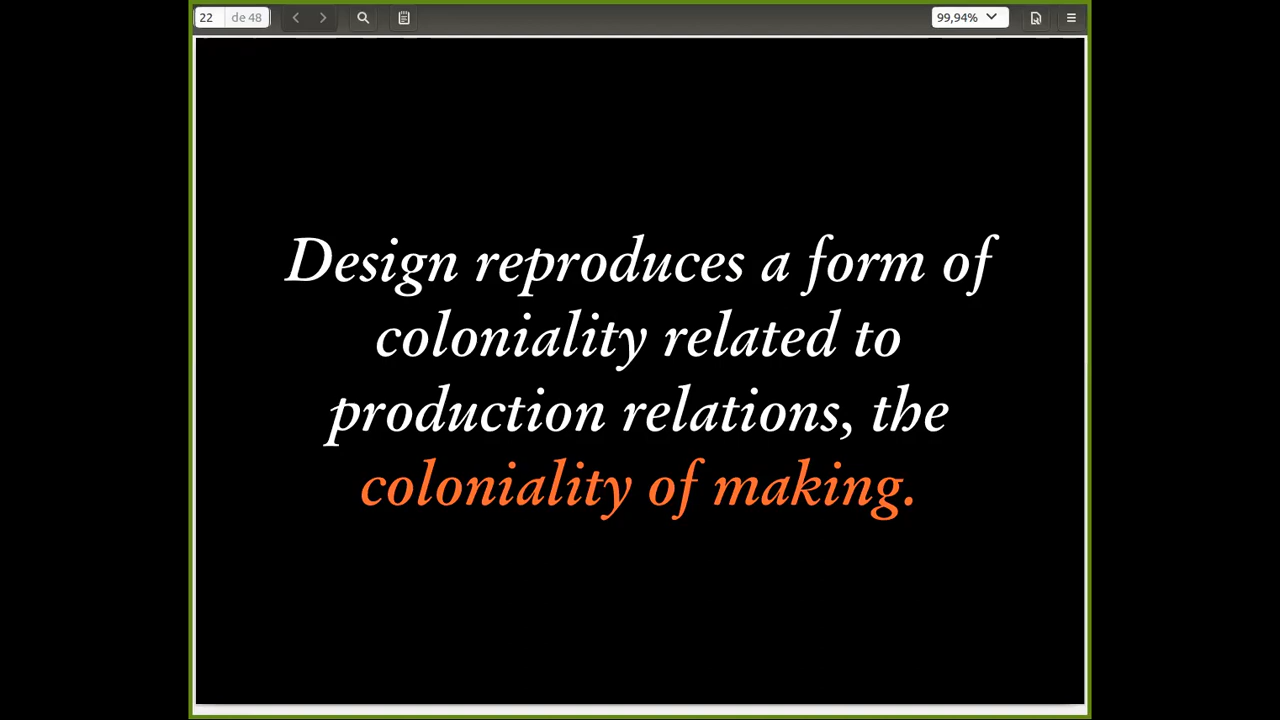 22 de 48 99,94%
Design reproduces a form of
coloniality related to
production relations, the
coloniality of making.